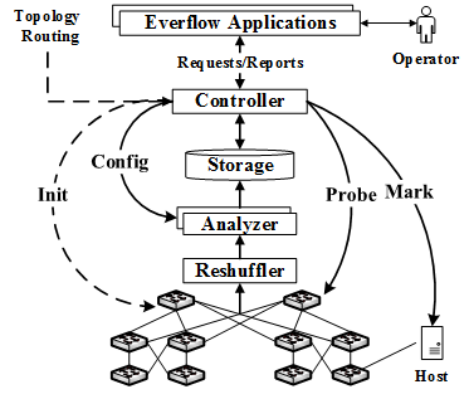 Topology
Routing
Everflow Applications
Operator
Requests/Reports
Controller
Config
Storage
Init
Probe
Mark
Analyzer
Reshuffler
Host